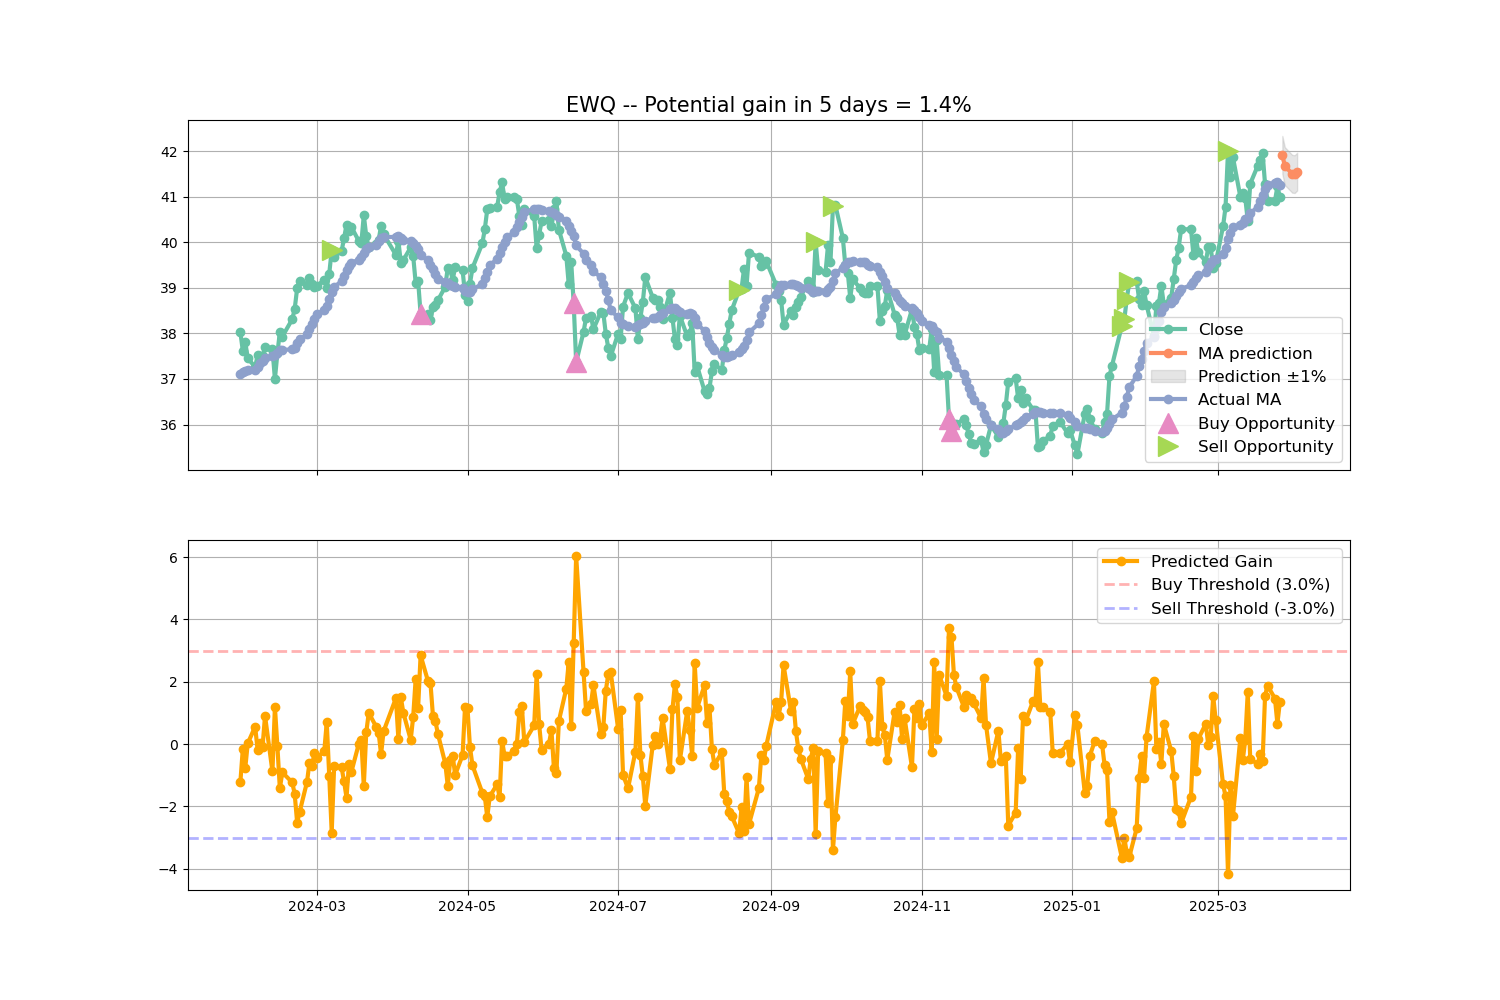 EWQ -- Potential gain in 5 days = 1.4%
42
41
40
39
38
37
36
Close
MA prediction
Prediction ±1%
Actual MA
Buy Opportunity
Sell Opportunity
6
4
2
0
−2
−4
Predicted Gain
Buy Threshold (3.0%)
Sell Threshold (-3.0%)
2024-03
2024-05
2024-07
2024-09
2024-11
2025-01
2025-03